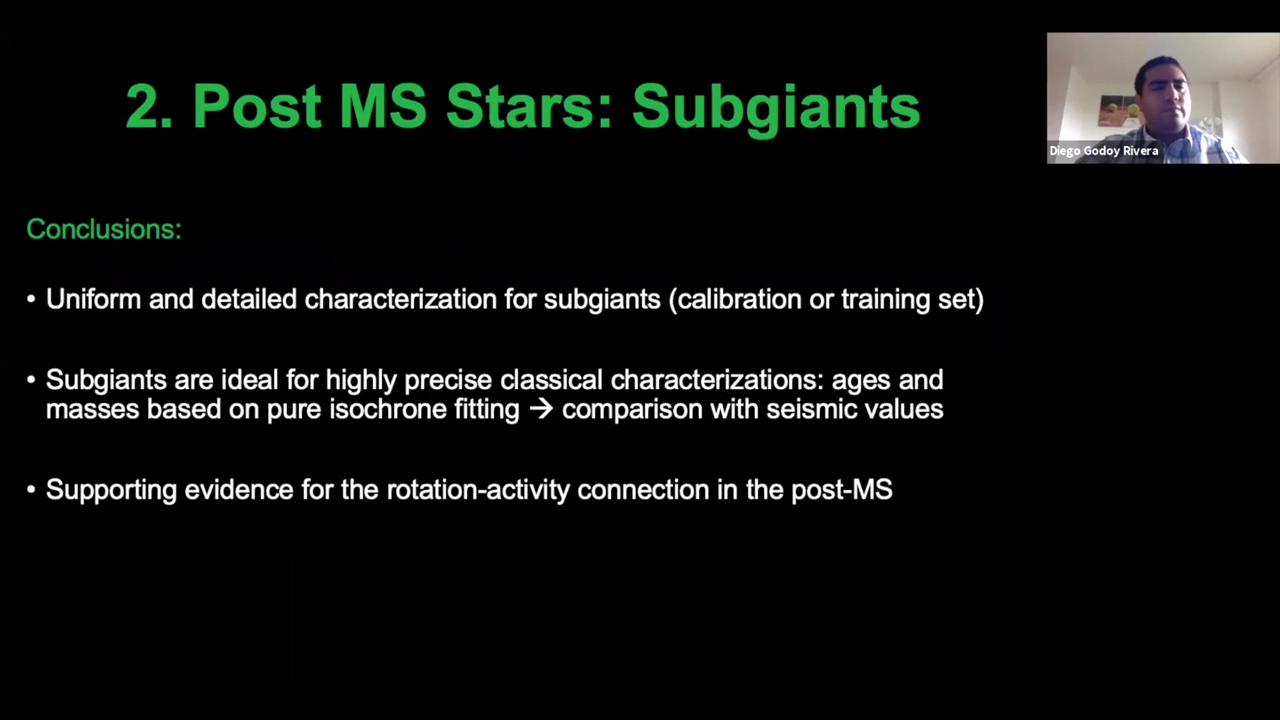 2. Post MS Stars: Subgiants
Diego Godoy Rivera
Conclusions:
• Uniform and detailed characterization for subgiants (calibration or training set)
• Subgiants are ideal for highly precise classical characterizations: ages and
masses based on pure isochrone fitting → comparison with seismic values
• Supporting evidence for the rotation-activity connection in the post-MS